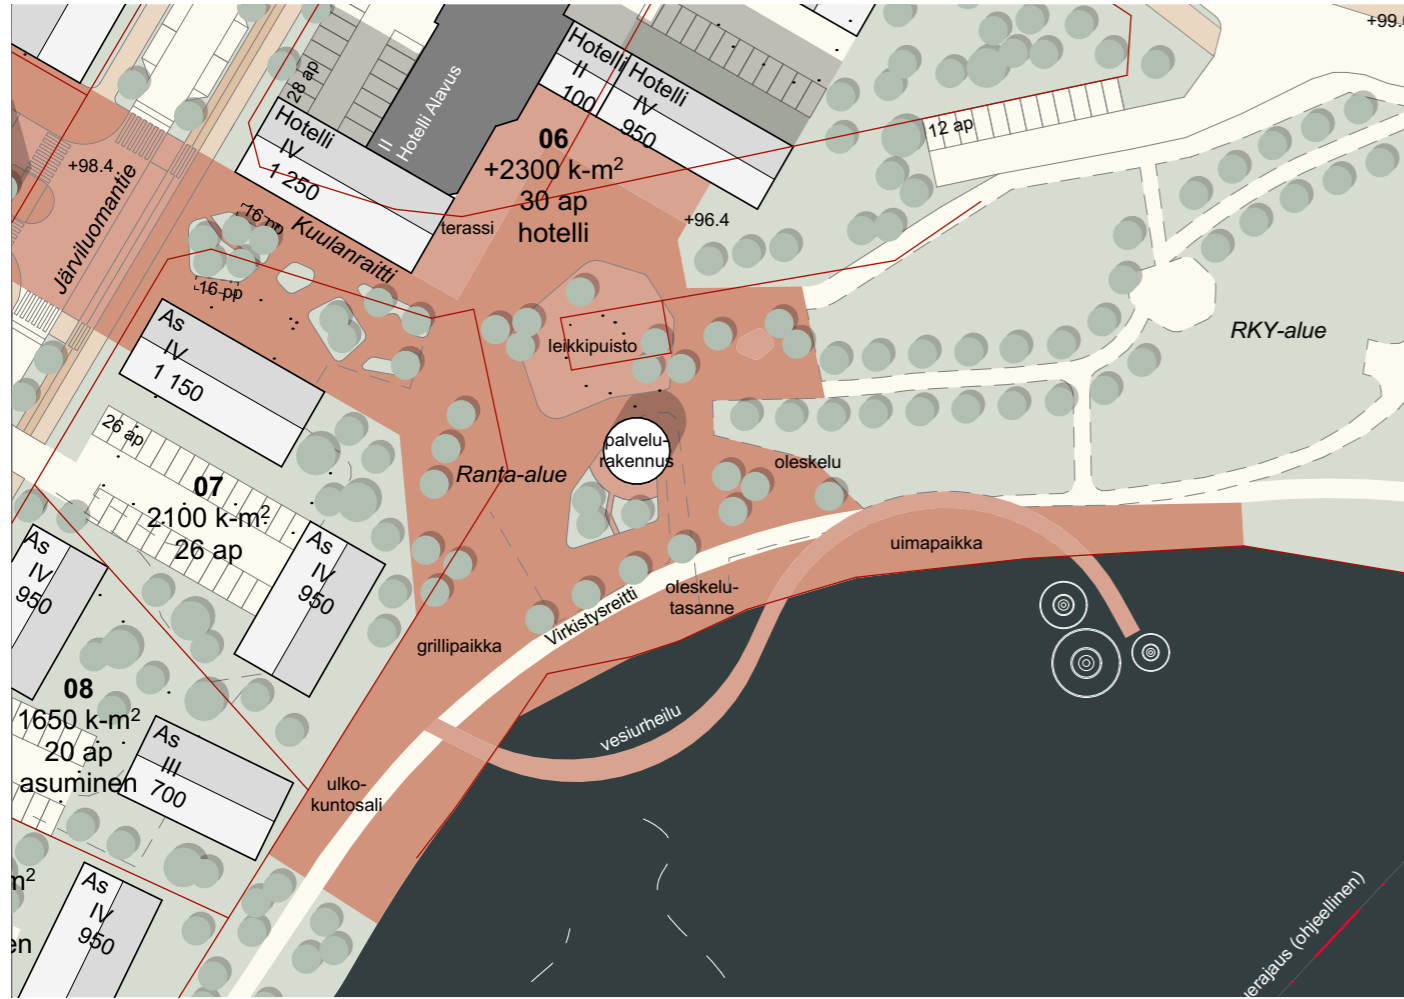 +99.
28 ap
II
Hotelli Alavus
Hotelli
II
100
Hotelli
IV
950
Hotelli
IV
1 250
06
+2300 k-m²
30 ap
hotelli
12 ap
+98.4
+96.4
terassi
Järviluomantie
16 pp
Kuulanraitti
16 pp
RKY-alue
leikkipuisto
As
IV
1 150
26 ap
palvelu-
rakennus
oleskelu
Ranta-alue
07
2100 k-m²
26 ap
As
IV
950
As
IV
950
uimapaikka
oleskelu-
tasanne
Virkistysreitti
grillipaikka
08
1650 k-m²
20 ap
asuminen
As
III
700
vesiurheilu
ulko-
kuntosali
m²
en
As
IV
950
erajaus (ohjeellinen)